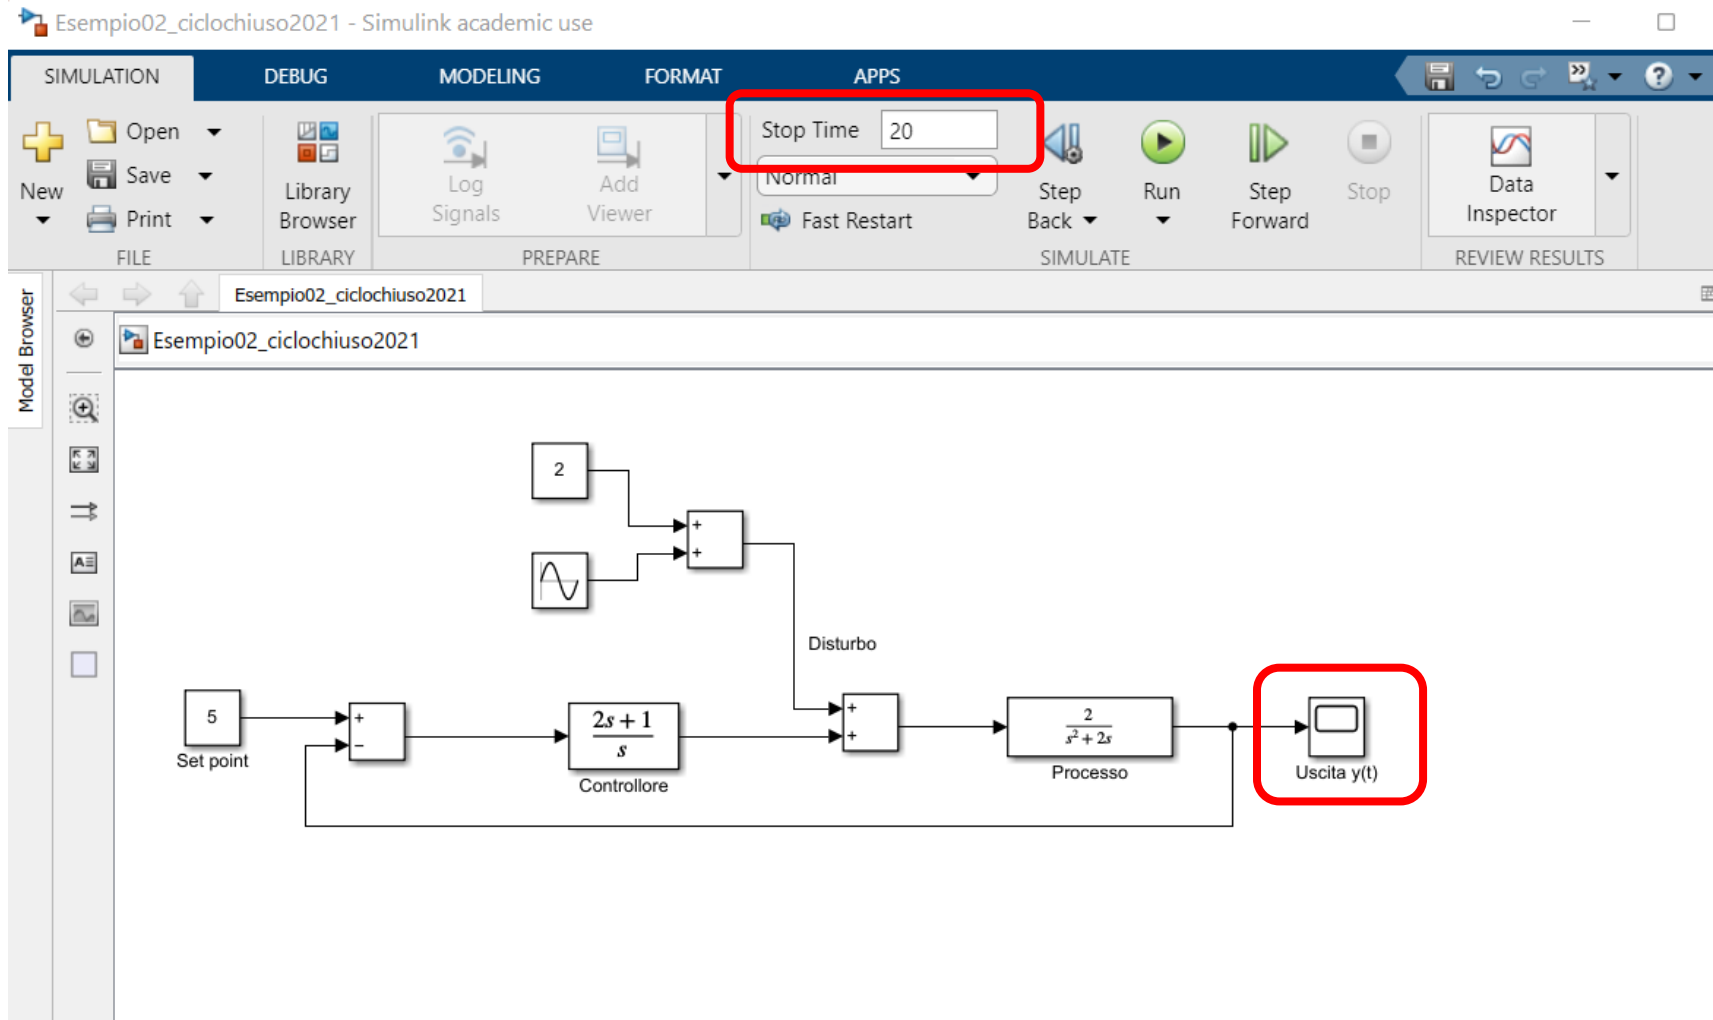 Esempio02_ciclochiuso2021 - Simulink academic use
SIMULATION DEBUG MODELING FORMAT APPS
New
Open
Save
Print
FILE
Library
Browser
LIBRARY
Log
Signals
Add
Viewer
PREPARE
Stop Time 20
Normal
Fast Restart
Step
Back
Run
Step
Forward
Stop
SIMULATE
Data
Inspector
REVIEW RESULTS
Model Browser
Esempio02_ciclochiuso2021
Esempio02_ciclochiuso2021
2
+
+
Disturbo
5
Set point
+
−
2s + 1
s
Controllore
+
+
2
s² + 2s
Processo
Uscita y(t)